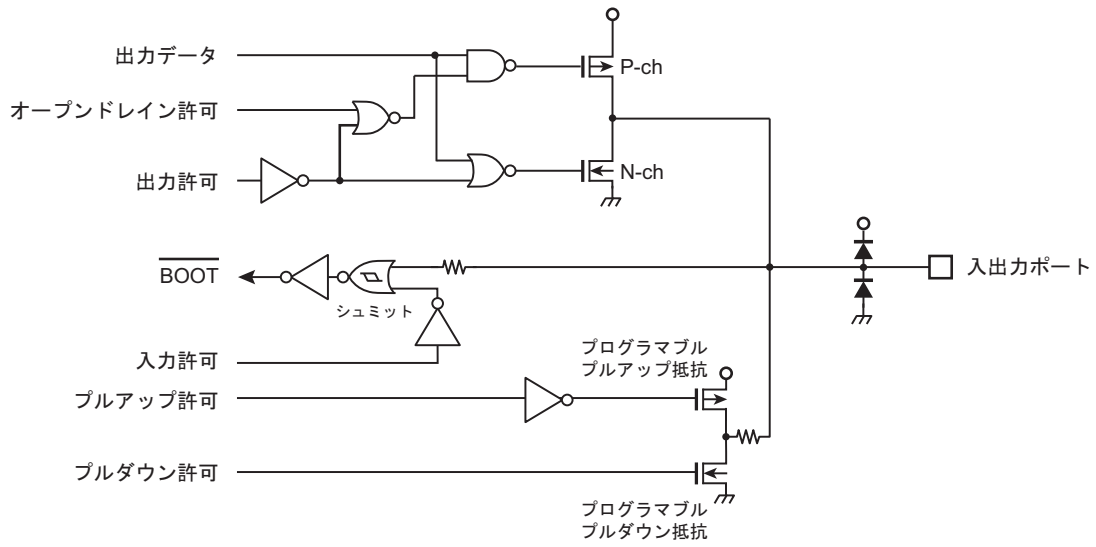 出力データ
オープンドレイン許可
出力許可
P-ch
N-ch
BOOT
シュミット
入出力ポート
入力許可
プログラマブル
プルアップ抵抗
プルアップ許可
プルダウン許可
プログラマブル
プルダウン抵抗